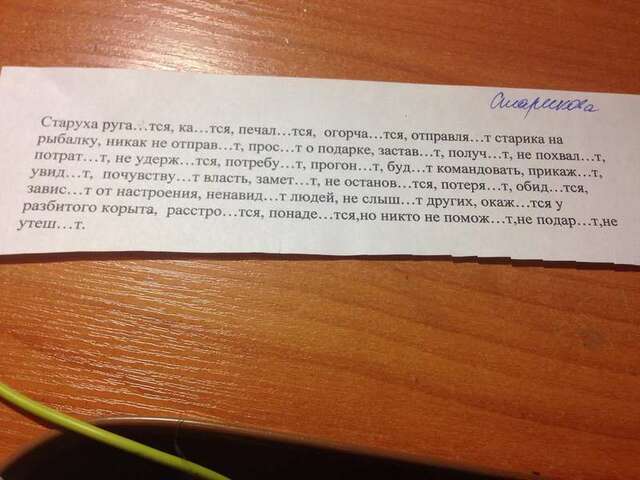 Старикова
Старуха руга…тся, ка…тся, печал…тся, огорча…тся, отправля…т старика на
рыбалку, никак не отправ…т, прос…т о подарке, застав…т, получ…т, не похвал…т,
потрат…т, не удерж…тся, потребу…т, прогон…т, буд…т командовать, прикаж…т,
увид…т, почувству…т власть, замет…т, не останов…тся, потеря…т, обид…тся,
завис…т от настроения, ненавид…т людей, не слыш…т других, окаж…тся у
разбитого корыта, расстро…тся, понаде…тся,но никто не помож…т,не подар…т,не
утеш…т.